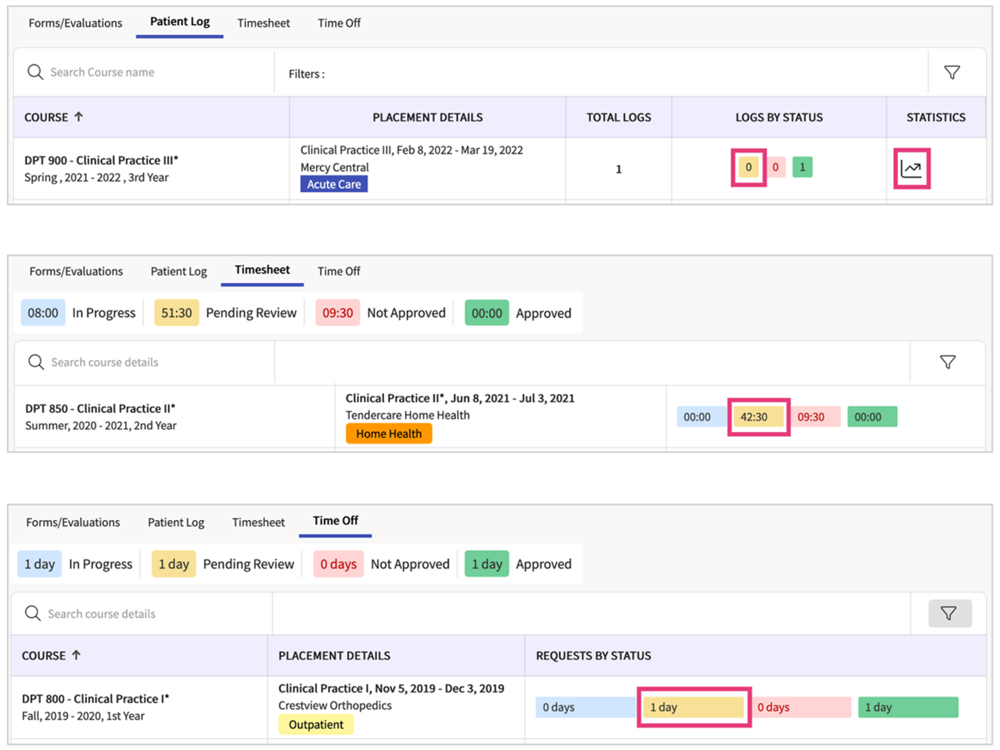 Forms/Evaluations Patient Log Timesheet Time Off
Search Course name Filters :
COURSE ↑ PLACEMENT DETAILS TOTAL LOGS LOGS BY STATUS STATISTICS
Clinical Practice III, Feb 8, 2022 - Mar 19, 2022
DPT 900 - Clinical Practice III*
Mercy Central 1 0 0 1
Spring , 2021 - 2022 , 3rd Year
Acute Care
Forms/Evaluations Patient Log Timesheet Time Off
08:00 In Progress 51:30 Pending Review 09:30 Not Approved 00:00 Approved
Search course details
Clinical Practice II*, Jun 8, 2021 - Jul 3, 2021
DPT 850 - Clinical Practice II*
Tendercare Home Health 00:00 42:30 09:30 00:00
Summer, 2020 - 2021, 2nd Year
Home Health
Forms/Evaluations Patient Log Timesheet Time Off
1 day In Progress 1 day Pending Review 0 days Not Approved 1 day Approved
Search course details
COURSE ↑ PLACEMENT DETAILS REQUESTS BY STATUS
Clinical Practice I, Nov 5, 2019 - Dec 3, 2019
DPT 800 - Clinical Practice I*
Crestview Orthopedics 0 days 1 day 0 days 1 day
Fall, 2019 - 2020, 1st Year
Outpatient